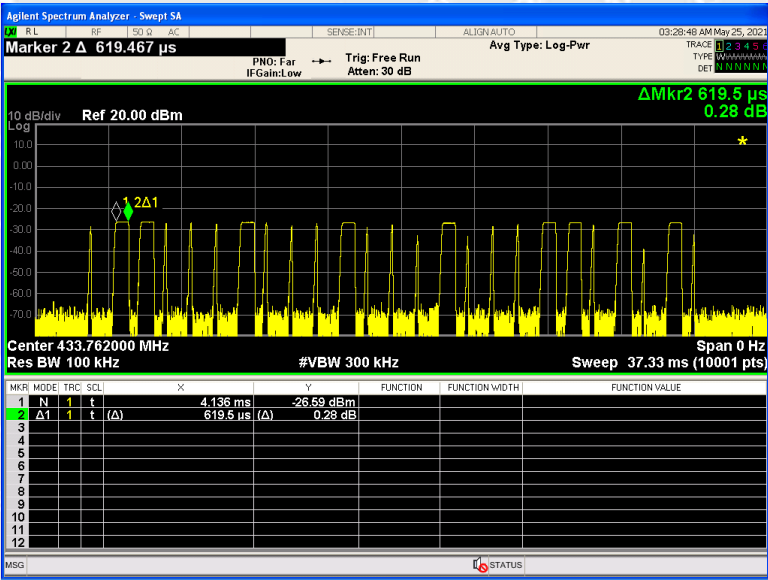 Agilent Spectrum Analyzer - Swept SA
LXI RL RF 50 Ω AC SENSE:INT ALIGN AUTO 03:28:48 AM May 25, 2021
Marker 2 Δ 619.467 µs
PNO: Far
IFGain:Low
Trig: Free Run
Atten: 30 dB
Avg Type: Log-Pwr
TRACE 1 2 3 4 5 6
TYPE W
DET N N N N N N
ΔMkr2 619.5 µs
0.28 dB
10 dB/div Ref 20.00 dBm
Log
10.0
0.00
-10.0
-20.0
-30.0
-40.0
-50.0
-60.0
-70.0
1 2Δ1
*
Center 433.762000 MHz Span 0 Hz
Res BW 100 kHz #VBW 300 kHz Sweep 37.33 ms (10001 pts)
MKR MODE TRC SCL X Y FUNCTION FUNCTION WIDTH FUNCTION VALUE
1 N 1 t 4.136 ms -26.59 dBm
2 Δ1 1 t (Δ) 619.5 µs (Δ) 0.28 dB
3
4
5
6
7
8
9
10
11
12
MSG STATUS